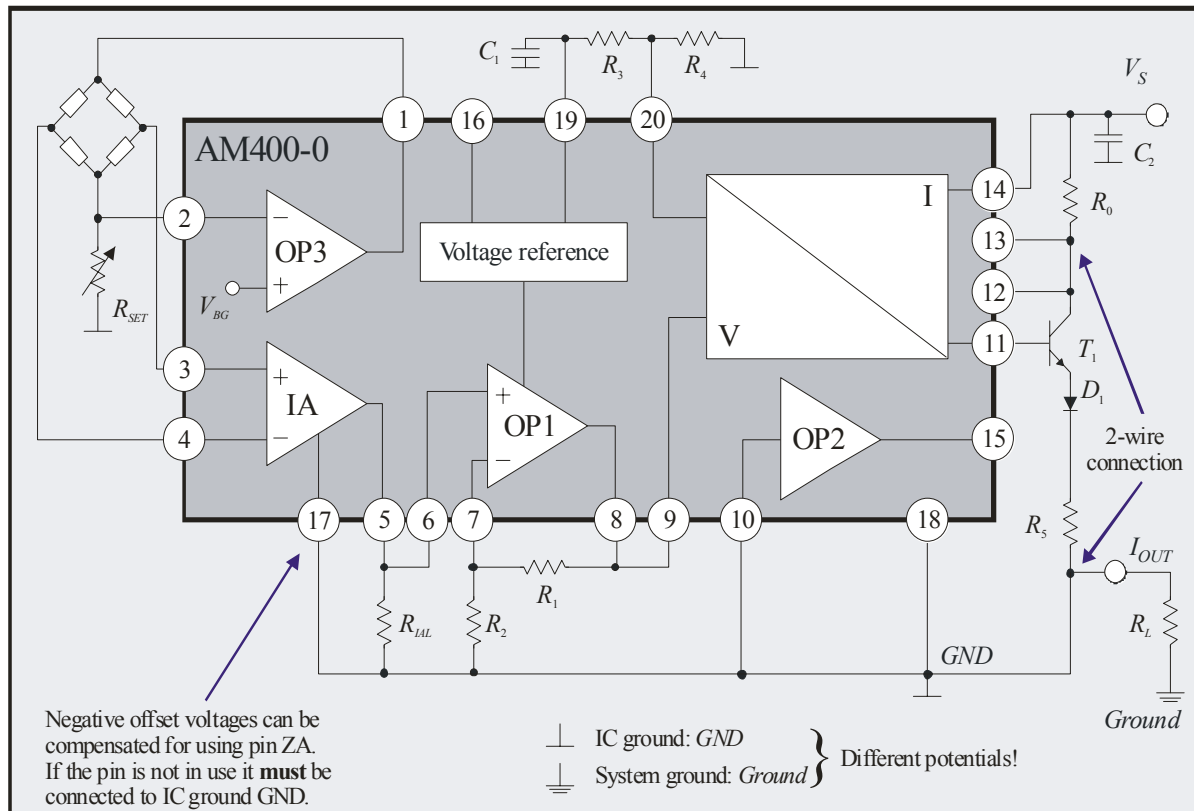 C1
R3
R4
VS
1
16
19
20
AM400-0
C2
I
14
R0
2
−
OP3
+
Voltage reference
13
RSET
VBG
12
V
11
T1
3
+
IA
−
4
+
OP1
−
OP2
D1
15
2-wire
connection
17
5
6
7
8
9
10
18
R5
IOUT
R1
RIAL
R2
RL
GND
Ground
Negative offset voltages can be
compensated for using pin ZA.
If the pin is not in use it must be
connected to IC ground GND.
IC ground: GND
System ground: Ground
} Different potentials!